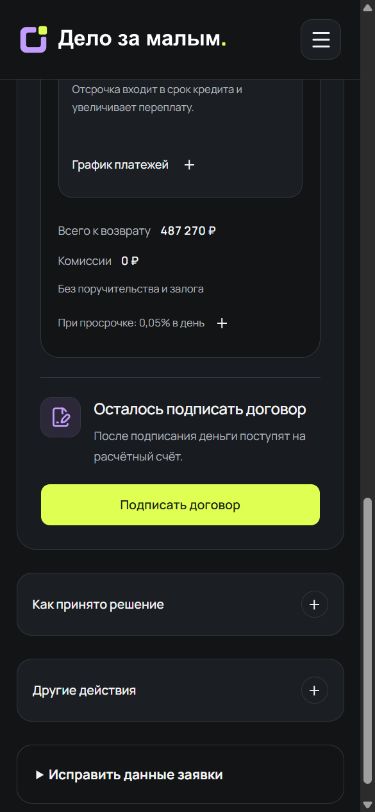 Дело за малым.
Отсрочка входит в срок кредита и
увеличивает переплату.
График платежей +
Всего к возврату 487 270 ₽
Комиссии 0 ₽
Без поручительства и залога
При просрочке: 0,05% в день +
Осталось подписать договор
После подписания деньги поступят на
расчётный счёт.
Подписать договор
Как принято решение +
Другие действия +
▶ Исправить данные заявки